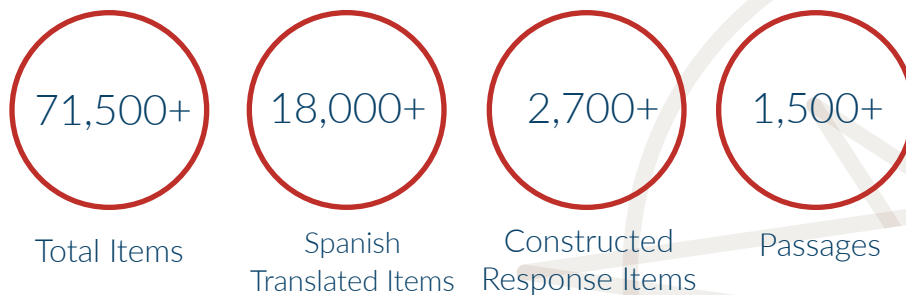 71,500+
18,000+
2,700+
1,500+
Total Items
Spanish
Translated Items
Constructed
Response Items
Passages